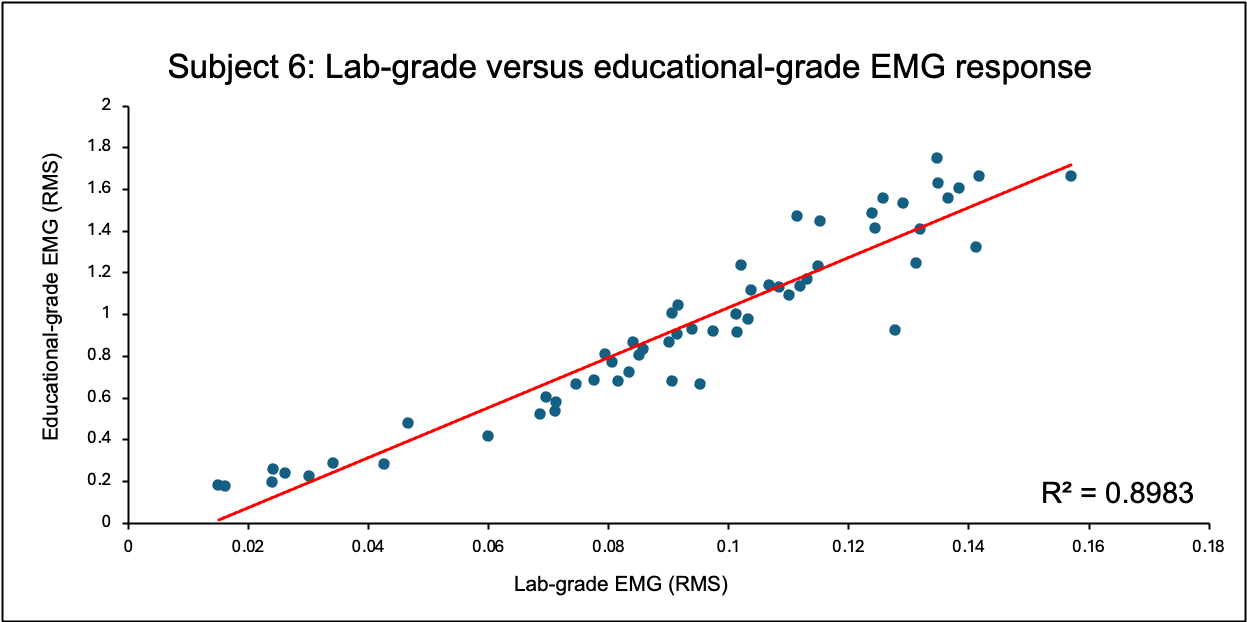 Subject 6: Lab-grade versus educational-grade EMG response
Educational-grade EMG (RMS)
2
1.8
1.6
1.4
1.2
1
0.8
0.6
0.4
0.2
0
R² = 0.8983
0 0.02 0.04 0.06 0.08 0.1 0.12 0.14 0.16 0.18
Lab-grade EMG (RMS)